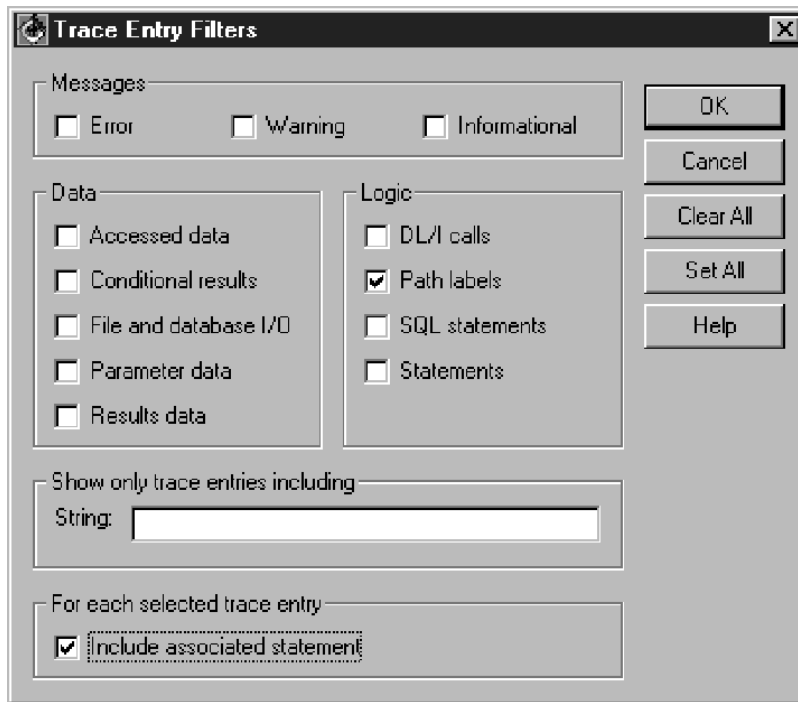 Trace Entry Filters
Messages
Error
Warning
Informational
Data
Accessed data
Conditional results
File and database I/O
Parameter data
Results data
Logic
DL/I calls
Path labels
SQL statements
Statements
Show only trace entries including
String:
For each selected trace entry
Include associated statement
OK
Cancel
Clear All
Set All
Help